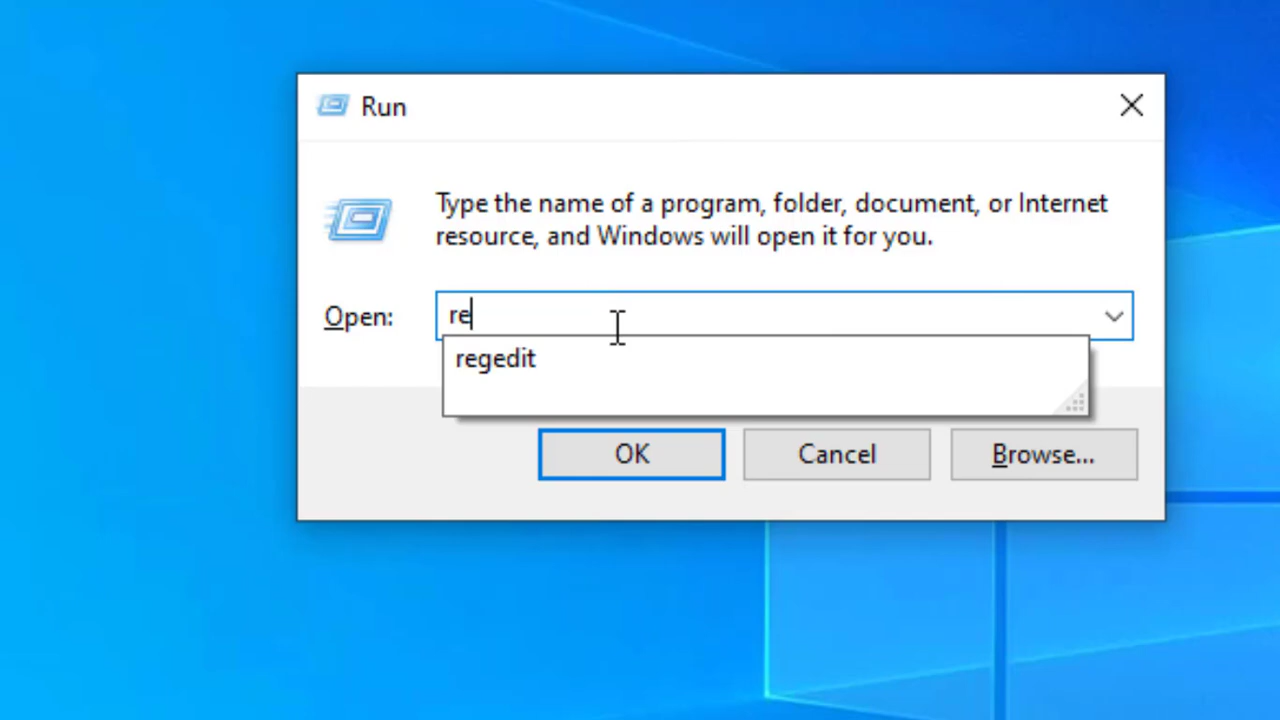 Run
Type the name of a program, folder, document, or Internet
resource, and Windows will open it for you.
Open: re
regedit
OK Cancel Browse...